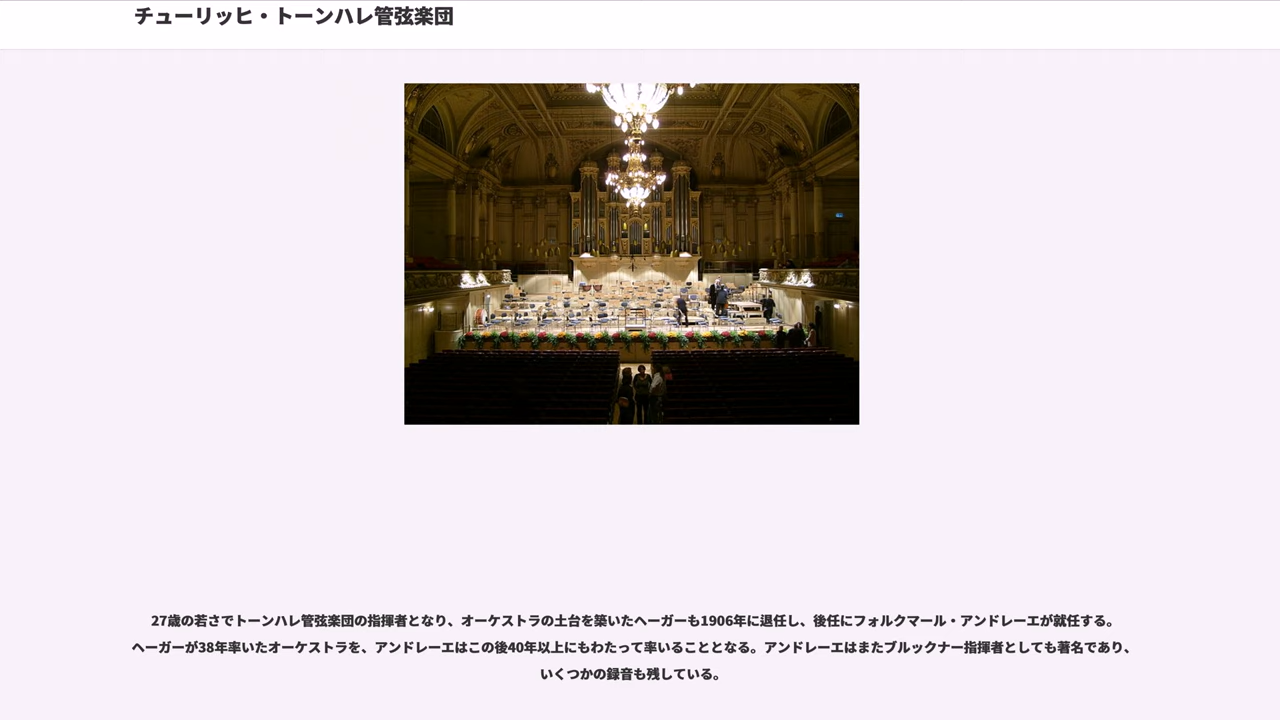 チューリッヒ・トーンハレ管弦楽団
27歳の若さでトーンハレ管弦楽団の指揮者となり、オーケストラの土台を築いたヘーガーも1906年に退任し、後任にフォルクマール・アンドレーエが就任する。
ヘーガーが38年率いたオーケストラを、アンドレーエはこの後40年以上にもわたって率いることとなる。アンドレーエはまたブルックナー指揮者としても著名であり、
いくつかの録音も残している。